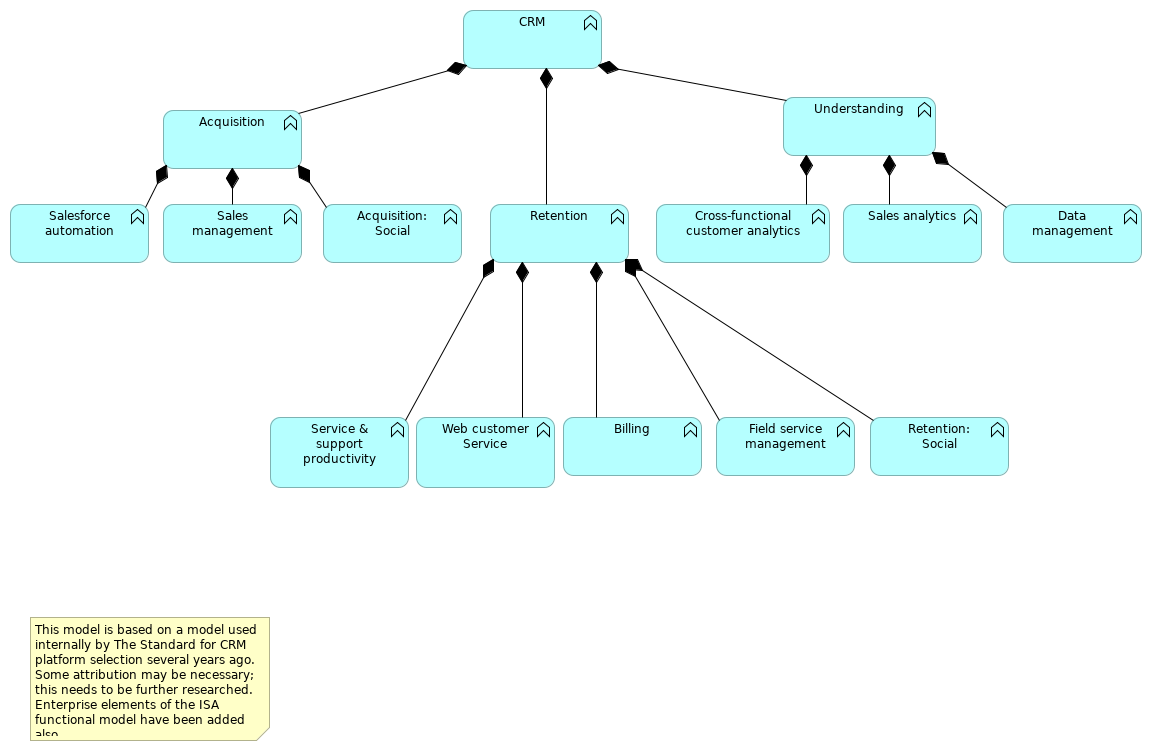 CRM
Acquisition
Understanding
Salesforce
automation
Sales
management
Acquisition:
Social
Retention
Cross-functional
customer analytics
Sales analytics
Data
management
Service &
support
productivity
Web customer
Service
Billing
Field service
management
Retention:
Social
This model is based on a model used
internally by The Standard for CRM
platform selection several years ago.
Some attribution may be necessary;
this needs to be further researched.
Enterprise elements of the ISA
functional model have been added
also.